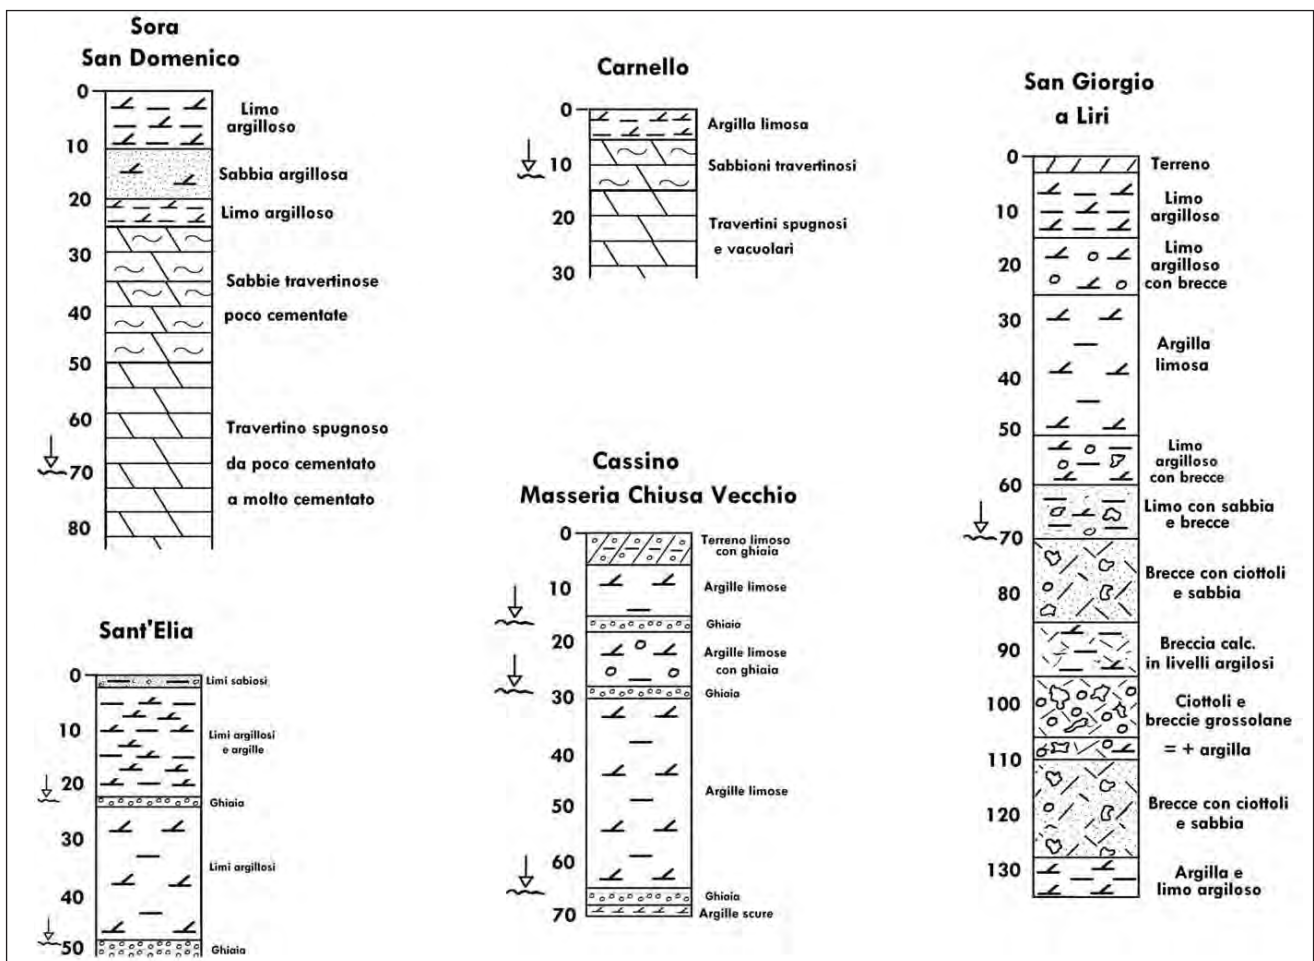 Sora
San Domenico
0
10
20
30
40
50
60
70
80
Limo
argilloso
Sabbia argillosa
Limo argilloso
Sabbie travertinose
poco cementate
Travertino spugnoso
da poco cementato
a molto cementato
Carnello
0
10
20
30
Argilla limosa
Sabbioni travertinosi
Travertini spugnosi
e vacuolari
San Giorgio
a Liri
0
10
20
30
40
50
60
70
80
90
100
110
120
130
Terreno
Limo
argilloso
Limo
argilloso
con brecce
Argilla
limosa
Limo
argilloso
con brecce
Limo con sabbia
e brecce
Brecce con ciottoli
e sabbia
Breccia calc.
in livelli argilosi
Ciottoli e
breccie grossolane
= + argilla
Brecce con ciottoli
e sabbia
Argilla e
limo argiloso
Sant'Elia
0
10
20
30
40
50
Limi sabiosi
Limi argillosi
e argille
Ghiaia
Limi argillosi
Ghiaia
Cassino
Masseria Chiusa Vecchio
0
10
20
30
40
50
60
70
Terreno limoso
con ghiaia
Argille limose
Ghiaia
Argille limose
con ghiaia
Ghiaia
Argille limose
Ghiaia
Argille scure